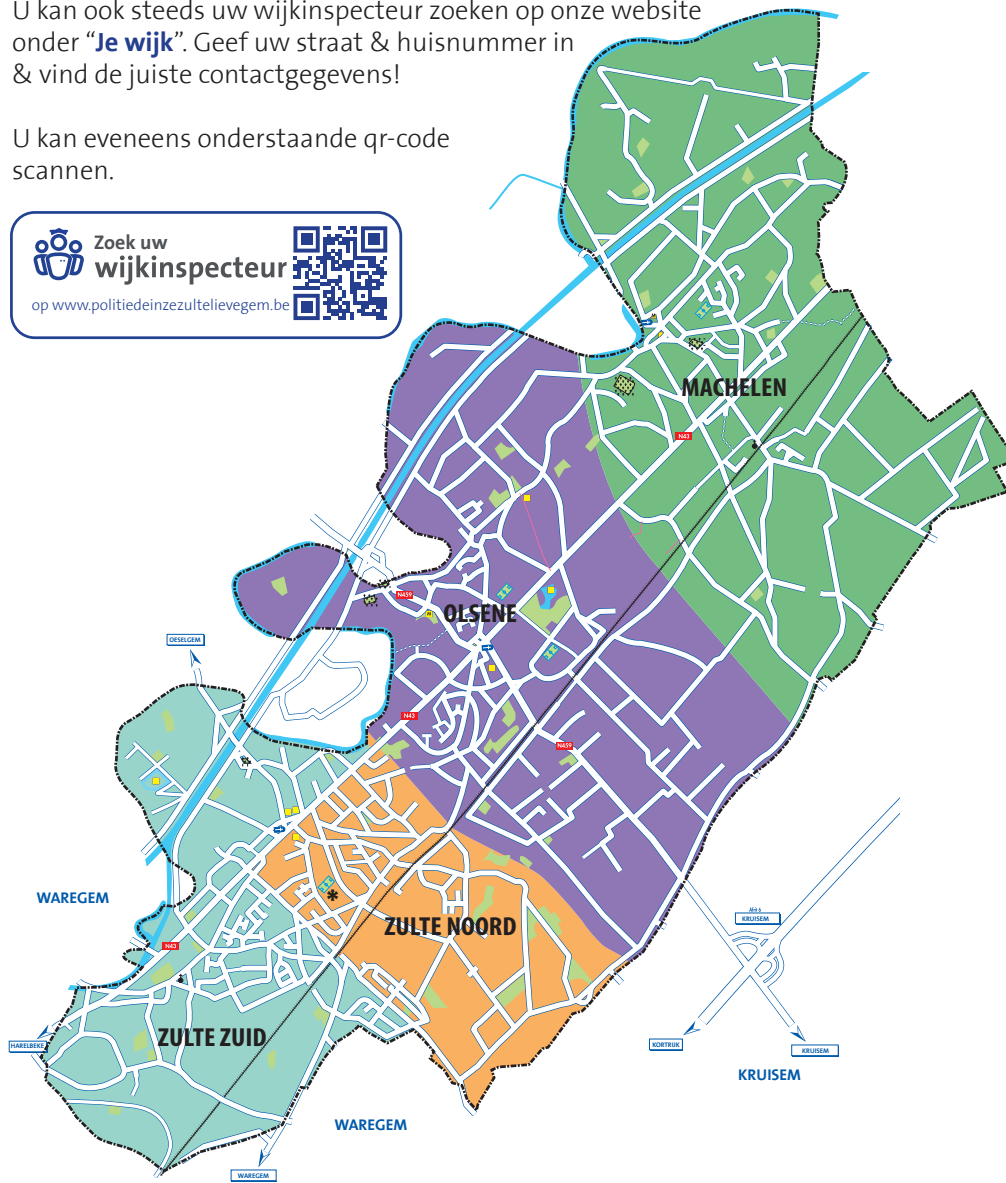 U kan ook steeds uw wijkinspecteur zoeken op onze website
onder “Je wijk”. Geef uw straat & huisnummer in
& vind de juiste contactgegevens!
U kan eveneens onderstaande qr-code
scannen.
Zoek uw
wijkinspecteur
op www.politiedeinzezultelievegem.be
MACHELEN
N43
N459
OLSENE
OESELGEM
N43
N459
WAREGEM
KRUISEM
ZULTE NOORD
N43
ZULTE ZUID
HARELBEKE
KORTRIJK
KRUISEM
KRUISEM
WAREGEM
WAREGEM